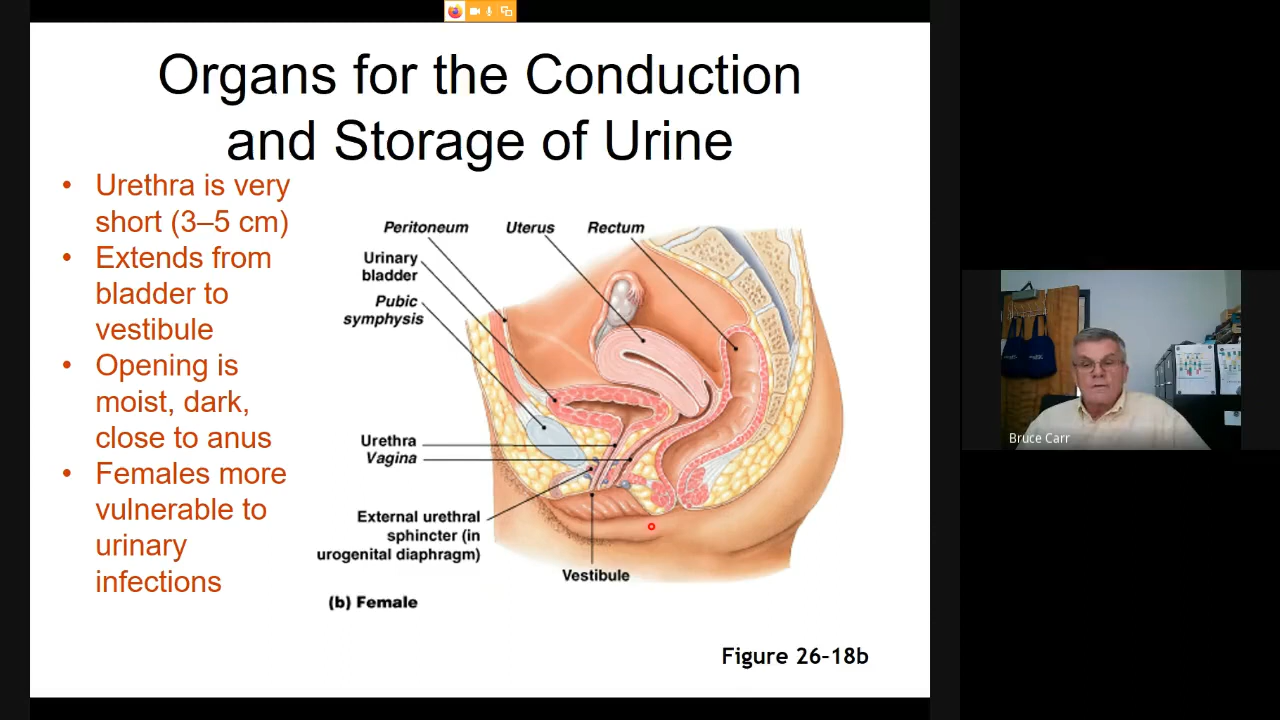 Organs for the Conduction
and Storage of Urine
• Urethra is very
short (3–5 cm)
• Extends from
bladder to
vestibule
• Opening is
moist, dark,
close to anus
• Females more
vulnerable to
urinary
infections
Peritoneum
Uterus
Rectum
Urinary
bladder
Pubic
symphysis
Urethra
Vagina
External urethral
sphincter (in
urogenital diaphragm)
Vestibule
(b) Female
Figure 26–18b
Bruce Carr